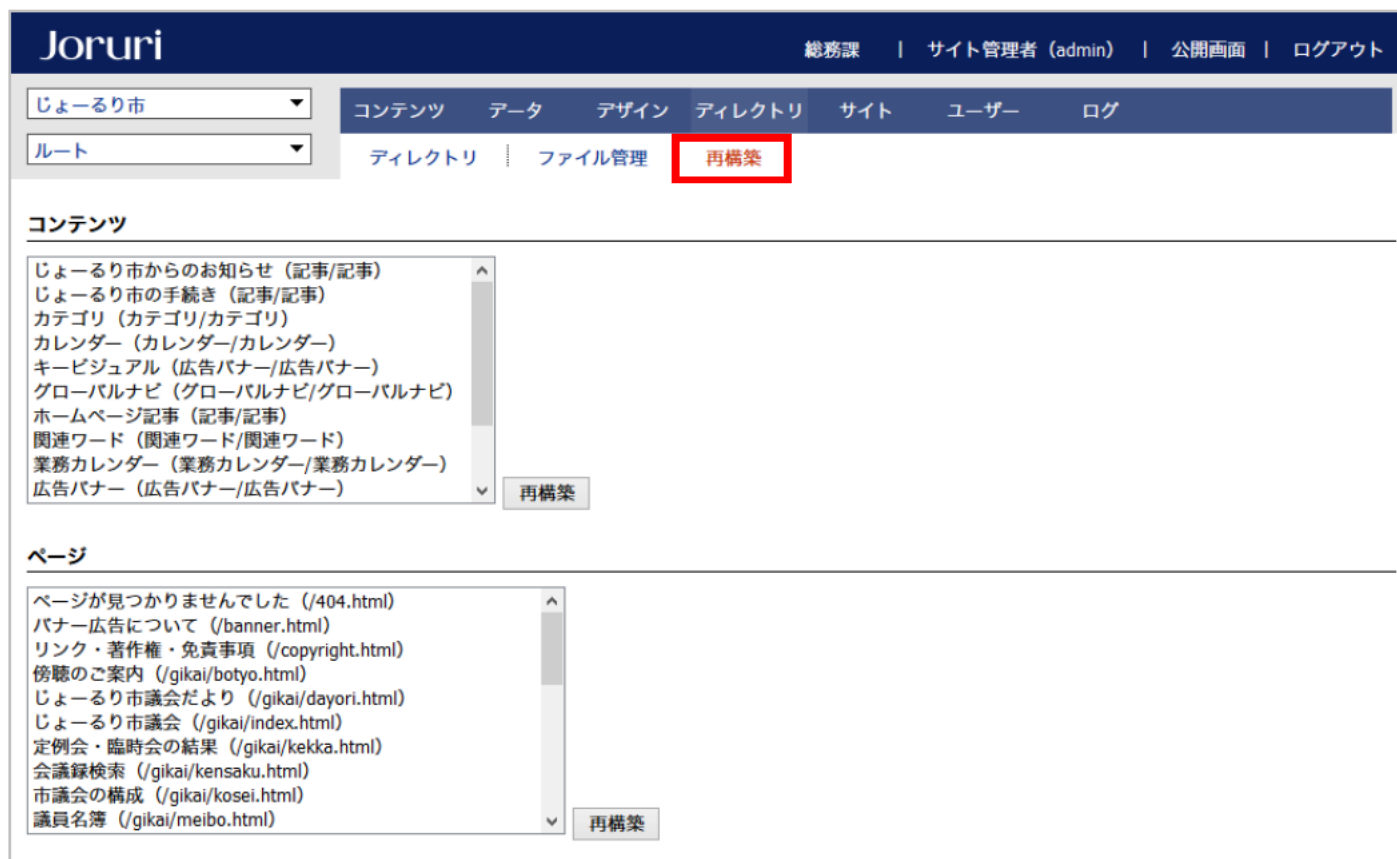 Joruri
総務課 | サイト管理者（admin） | 公開画面 | ログアウト
じょーるり市
コンテンツ データ デザイン ディレクトリ サイト ユーザー ログ
ルート
ディレクトリ ファイル管理 再構築
コンテンツ
じょーるり市からのお知らせ（記事/記事）
じょーるり市の手続き（記事/記事）
カテゴリ（カテゴリ/カテゴリ）
カレンダー（カレンダー/カレンダー）
キービジュアル（広告バナー/広告バナー）
グローバルナビ（グローバルナビ/グローバルナビ）
ホームページ記事（記事/記事）
関連ワード（関連ワード/関連ワード）
業務カレンダー（業務カレンダー/業務カレンダー）
広告バナー（広告バナー/広告バナー）
再構築
ページ
ページが見つかりませんでした（/404.html）
バナー広告について（/banner.html）
リンク・著作権・免責事項（/copyright.html）
傍聴のご案内（/gikai/botyo.html）
じょーるり市議会だより（/gikai/dayori.html）
じょーるり市議会（/gikai/index.html）
定例会・臨時会の結果（/gikai/kekka.html）
会議録検索（/gikai/kensaku.html）
市議会の構成（/gikai/kosei.html）
議員名簿（/gikai/meibo.html）
再構築